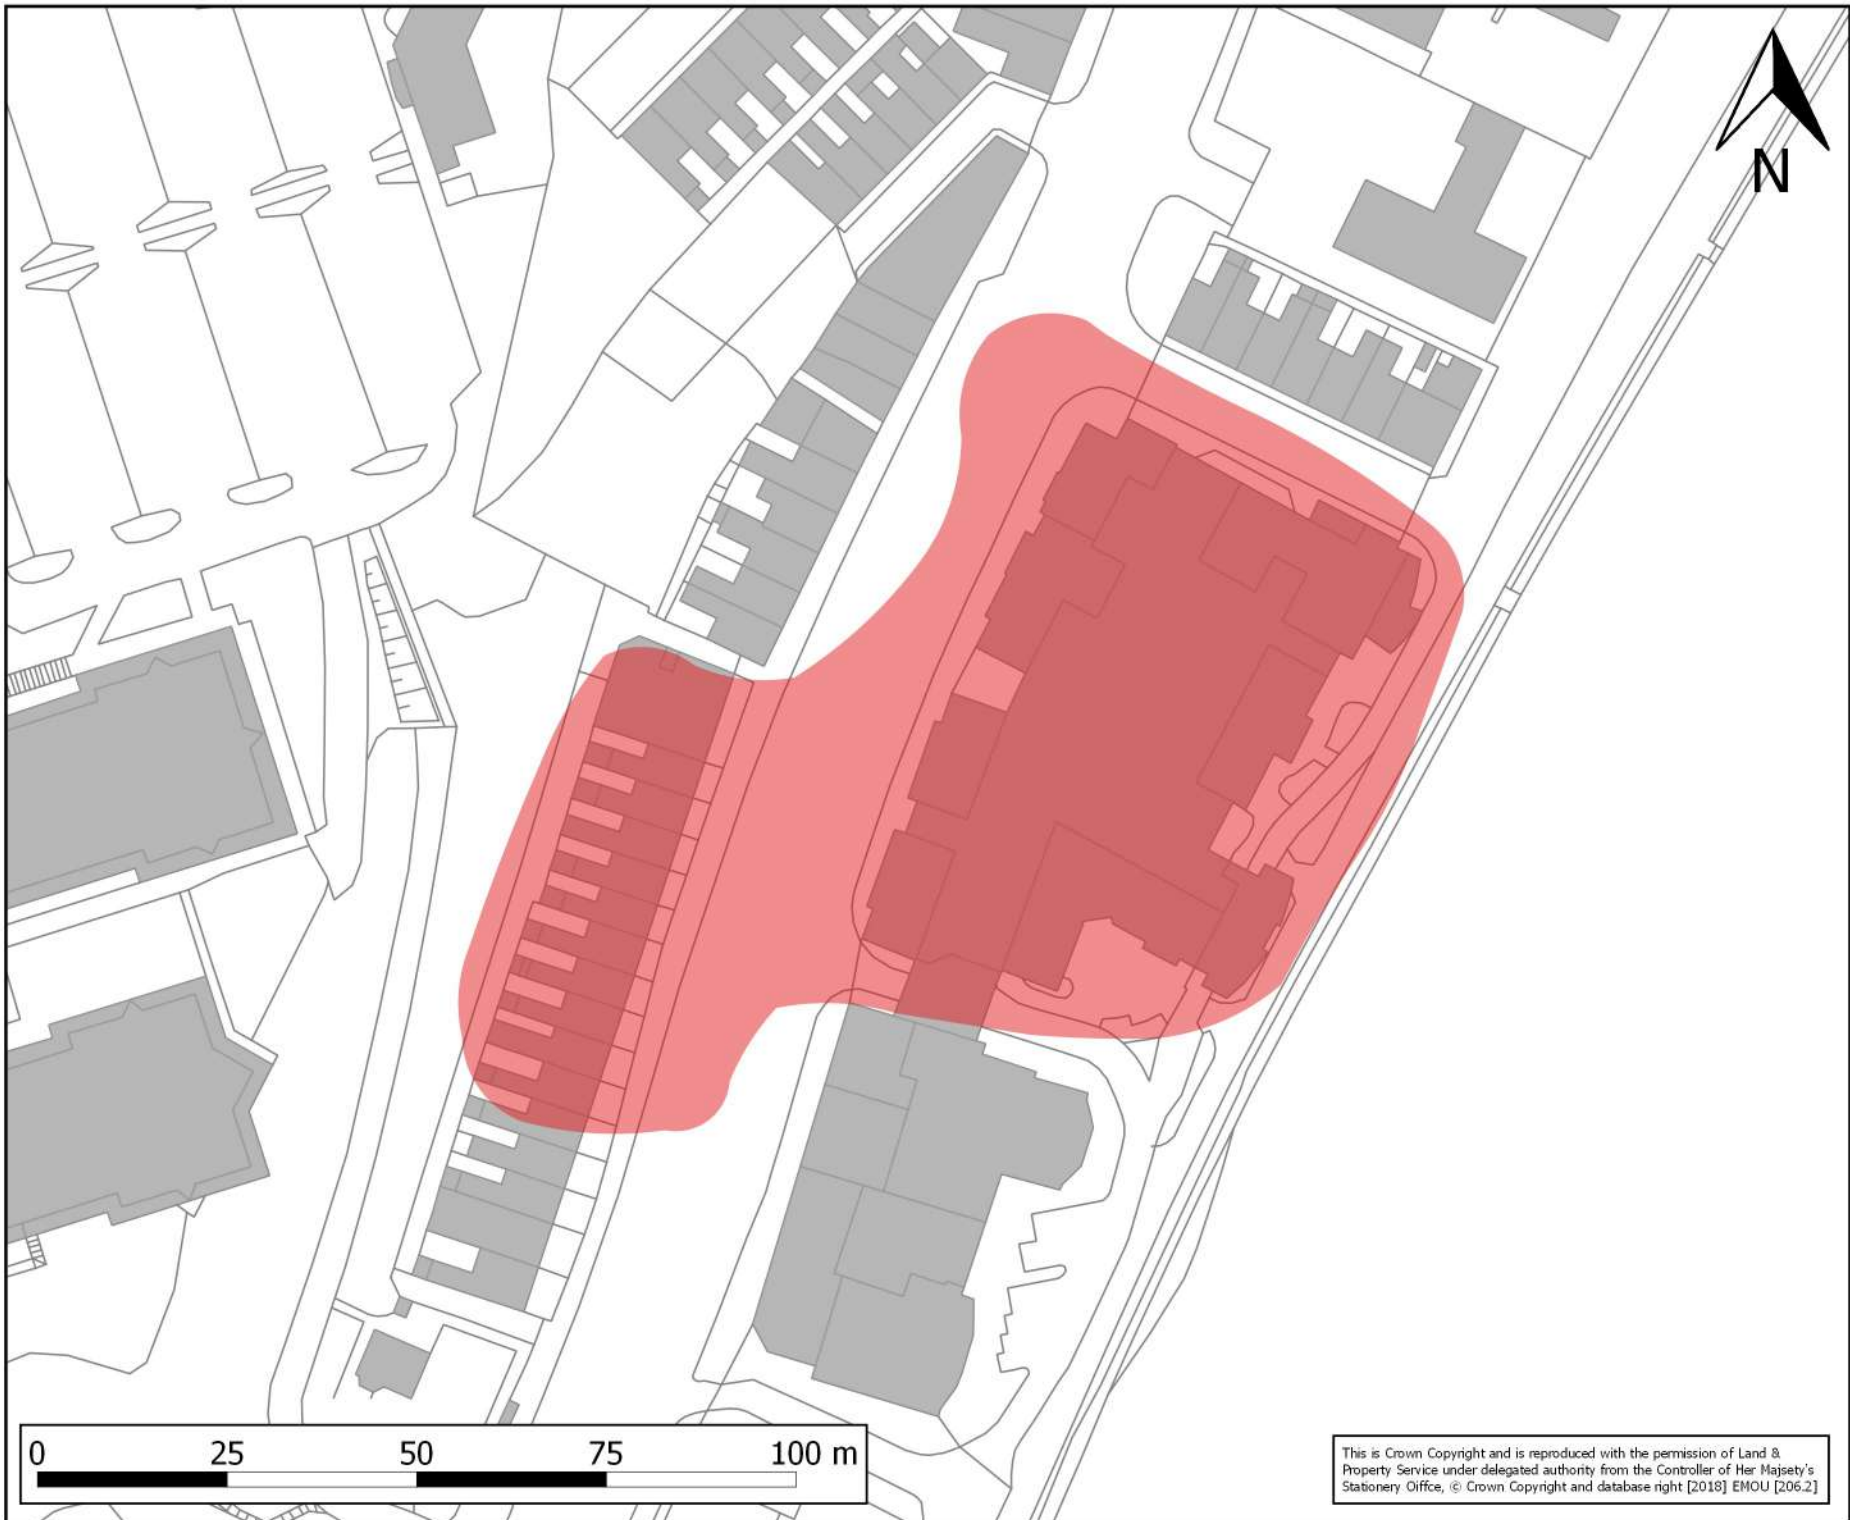 N
0 25 50 75 100 m
This is Crown Copyright and is reproduced with the permission of Land &
Property Service under delegated authority from the Controller of Her Majsety's
Stationery Oiffce, © Crown Copyright and database right [2018] EMOU [206.2]